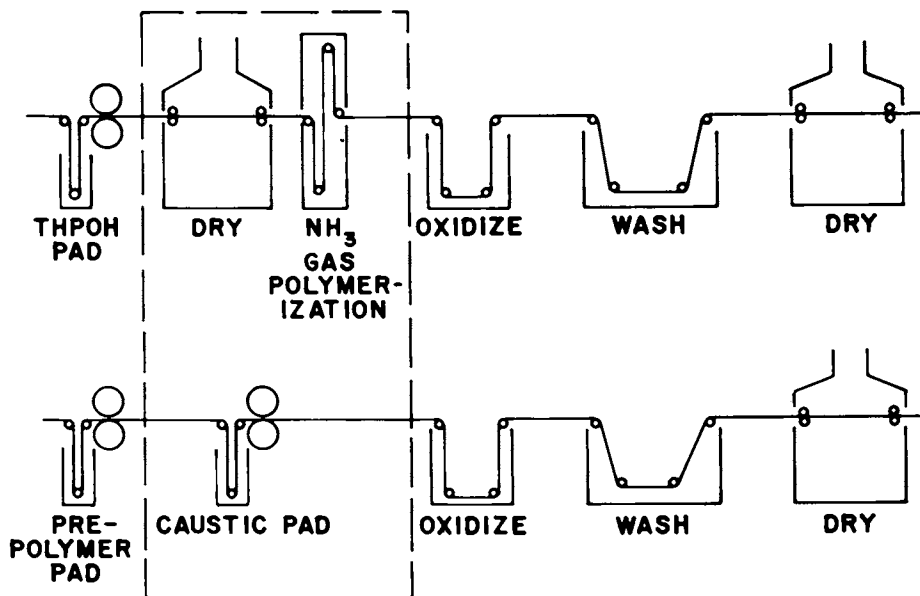 THPOH
PAD
DRY
NH3
GAS
POLYMER-
IZATION
OXIDIZE
WASH
DRY
PRE-
POLYMER
PAD
CAUSTIC PAD
OXIDIZE
WASH
DRY